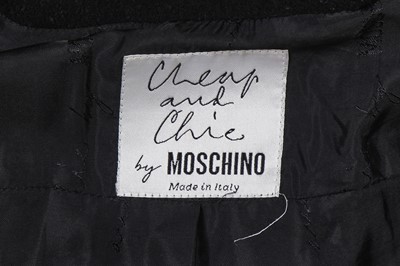 Cheap
and
Chic
by MOSCHINO
Made in Italy